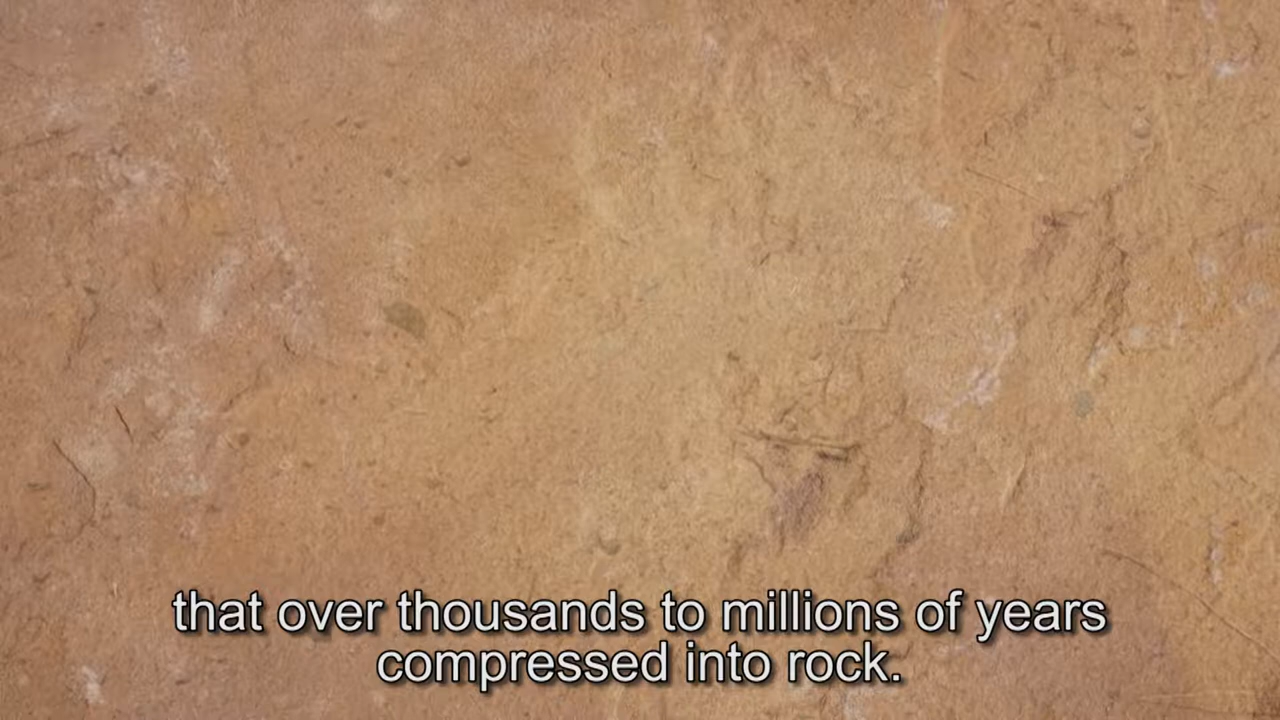 that over thousands to millions of years
compressed into rock.